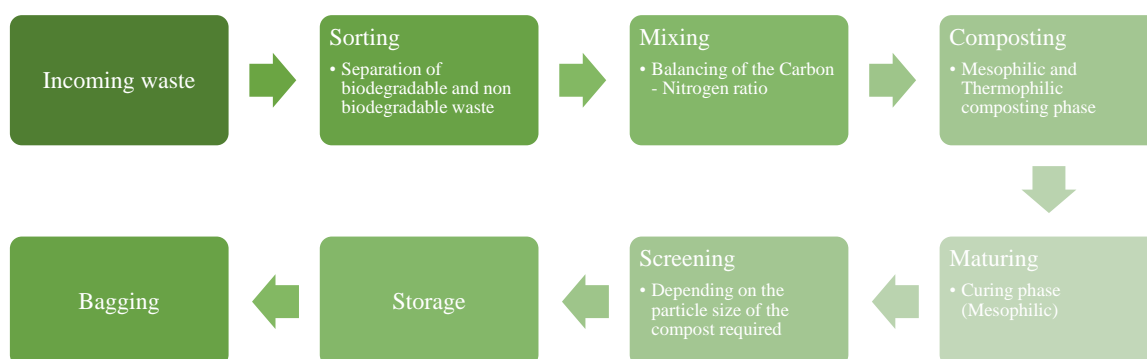 Incoming waste
Sorting
• Separation of
biodegradable and non
biodegradable waste
Mixing
• Balancing of the Carbon
- Nitrogen ratio
Composting
• Mesophilic and
Thermophilic
composting phase
Maturing
• Curing phase
(Mesophilic)
Screening
• Depending on the
particle size of the
compost required
Storage
Bagging